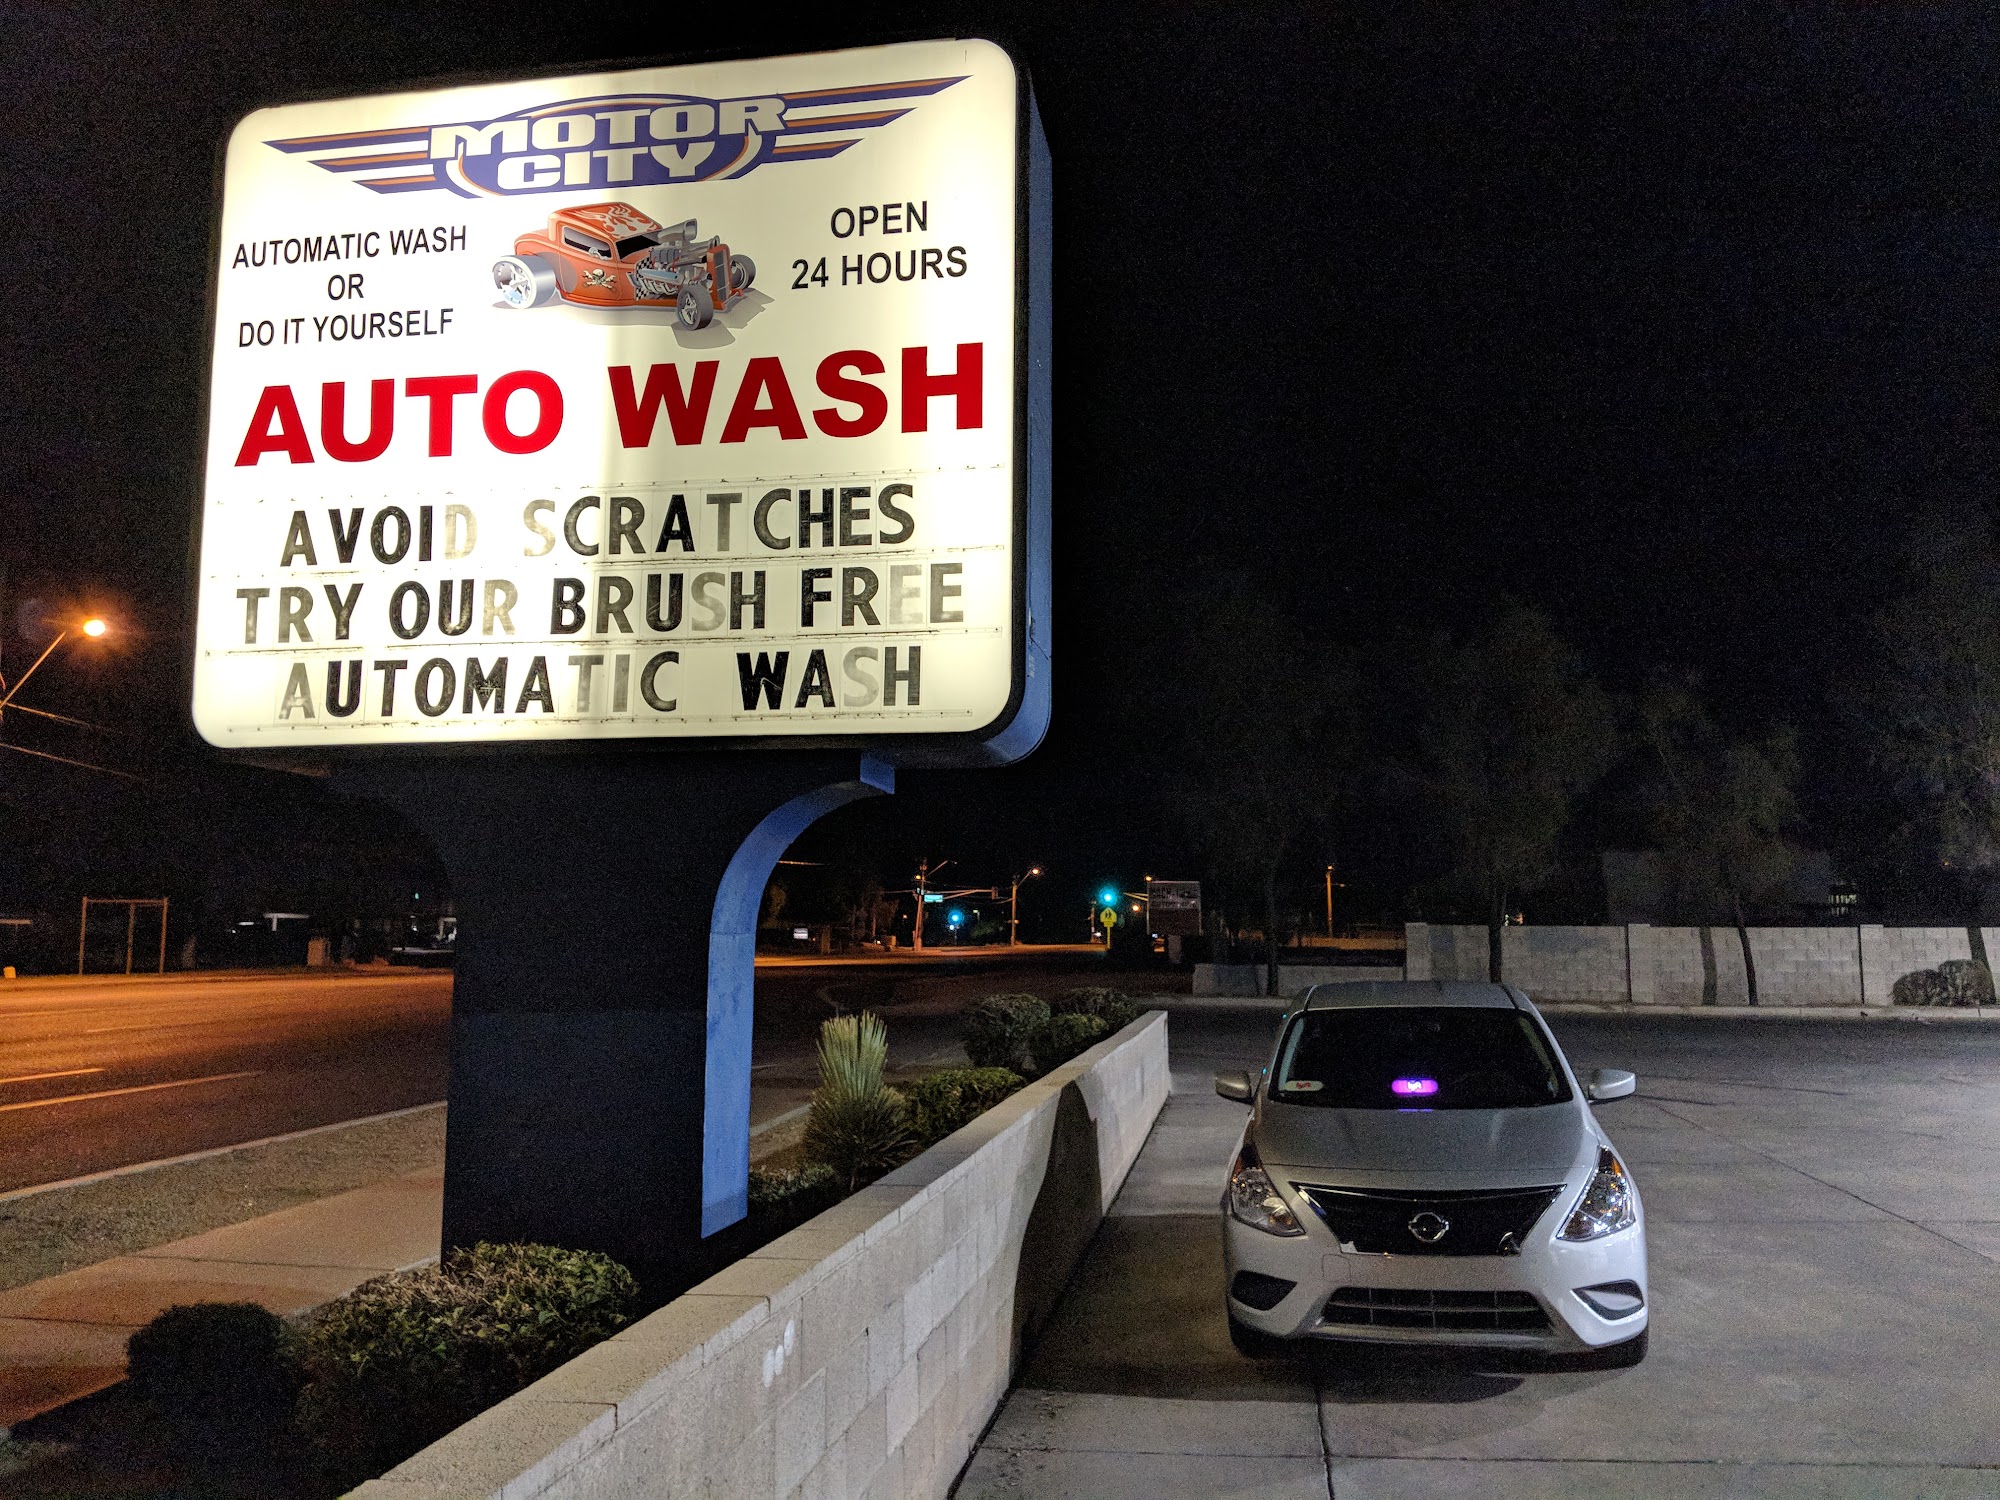 MOTOR
CITY
AUTOMATIC WASH
OR
DO IT YOURSELF
OPEN
24 HOURS
AUTO WASH
AVOID SCRATCHES
TRY OUR BRUSH FREE
AUTOMATIC WASH
lyft